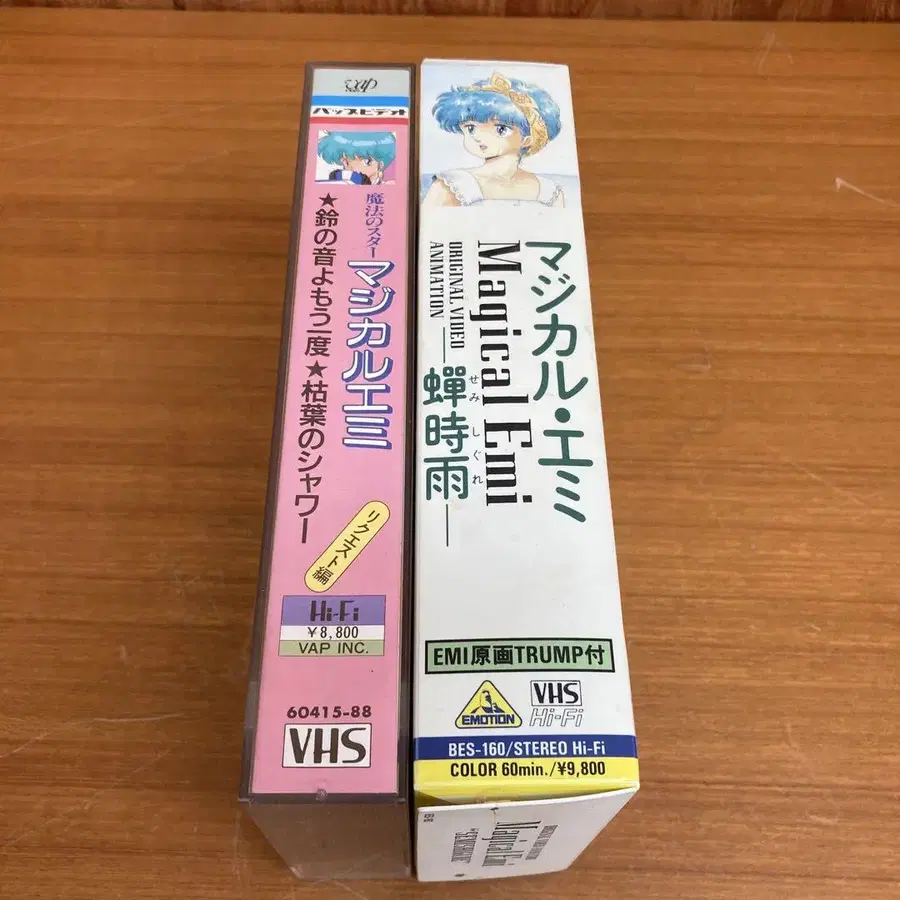 vap
バップビデオ
魔法のスター
マジカルエミ
★鈴の音よもう一度★枯葉のシャワー
リクエスト編
Hi-Fi
¥8,800
VAP INC.
60415-88
VHS
マジカル・エミ
Magical Emi
ORIGINAL VIDEO
ANIMATION
蟬時雨
せみしぐれ
EMI原画TRUMP付
EMOTION
VHS
Hi-Fi
BES-160/STEREO Hi-Fi
COLOR 60min./¥9,800
Magical Emi